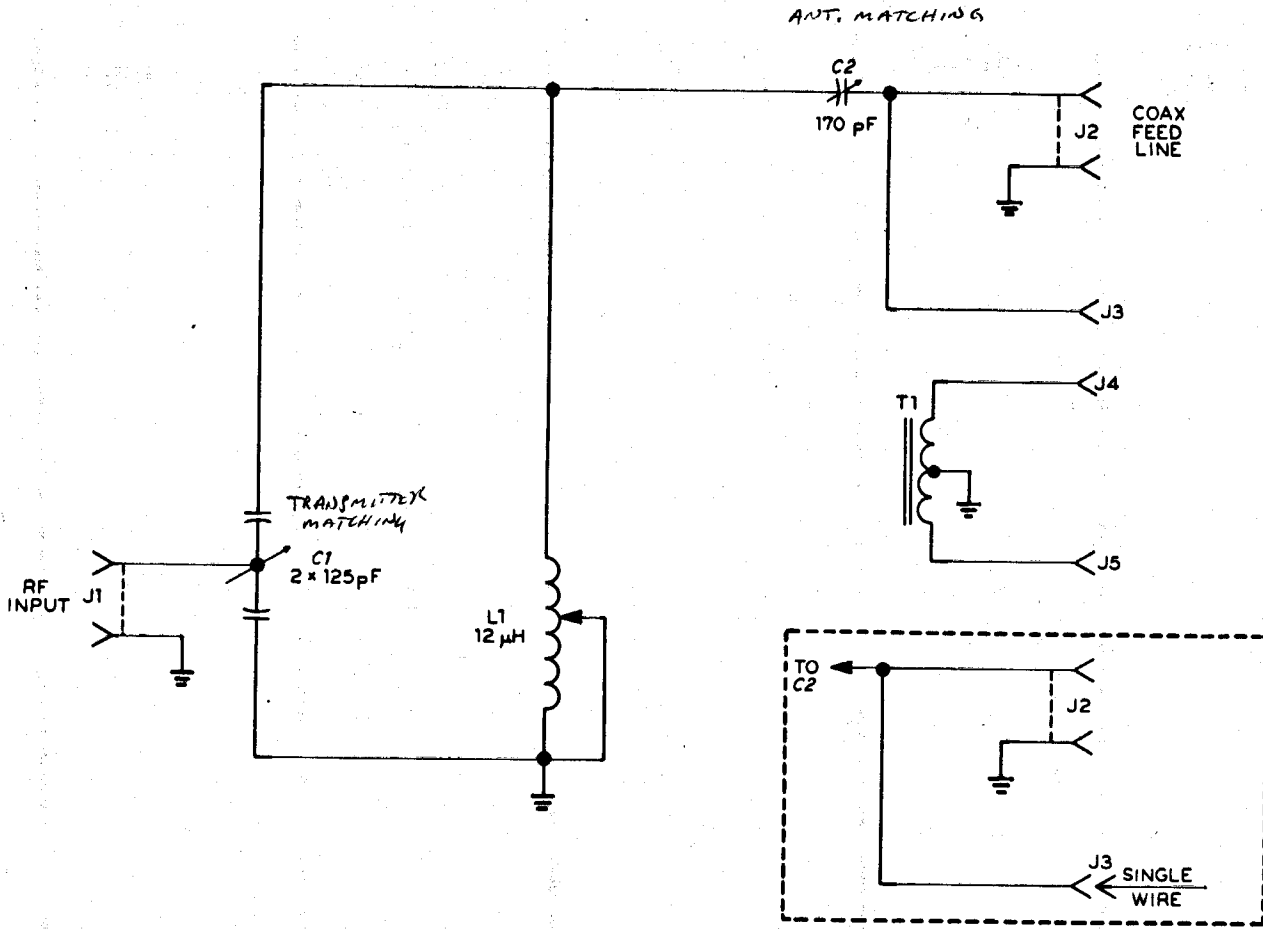 ANT. MATCHING
C2
170 pF
J2
COAX
FEED
LINE
J3
J4
T1
J5
TRANSMITTER
MATCHING
C1
2 × 125pF
RF
INPUT
J1
L1
12 µH
TO
C2
J2
J3
SINGLE
WIRE